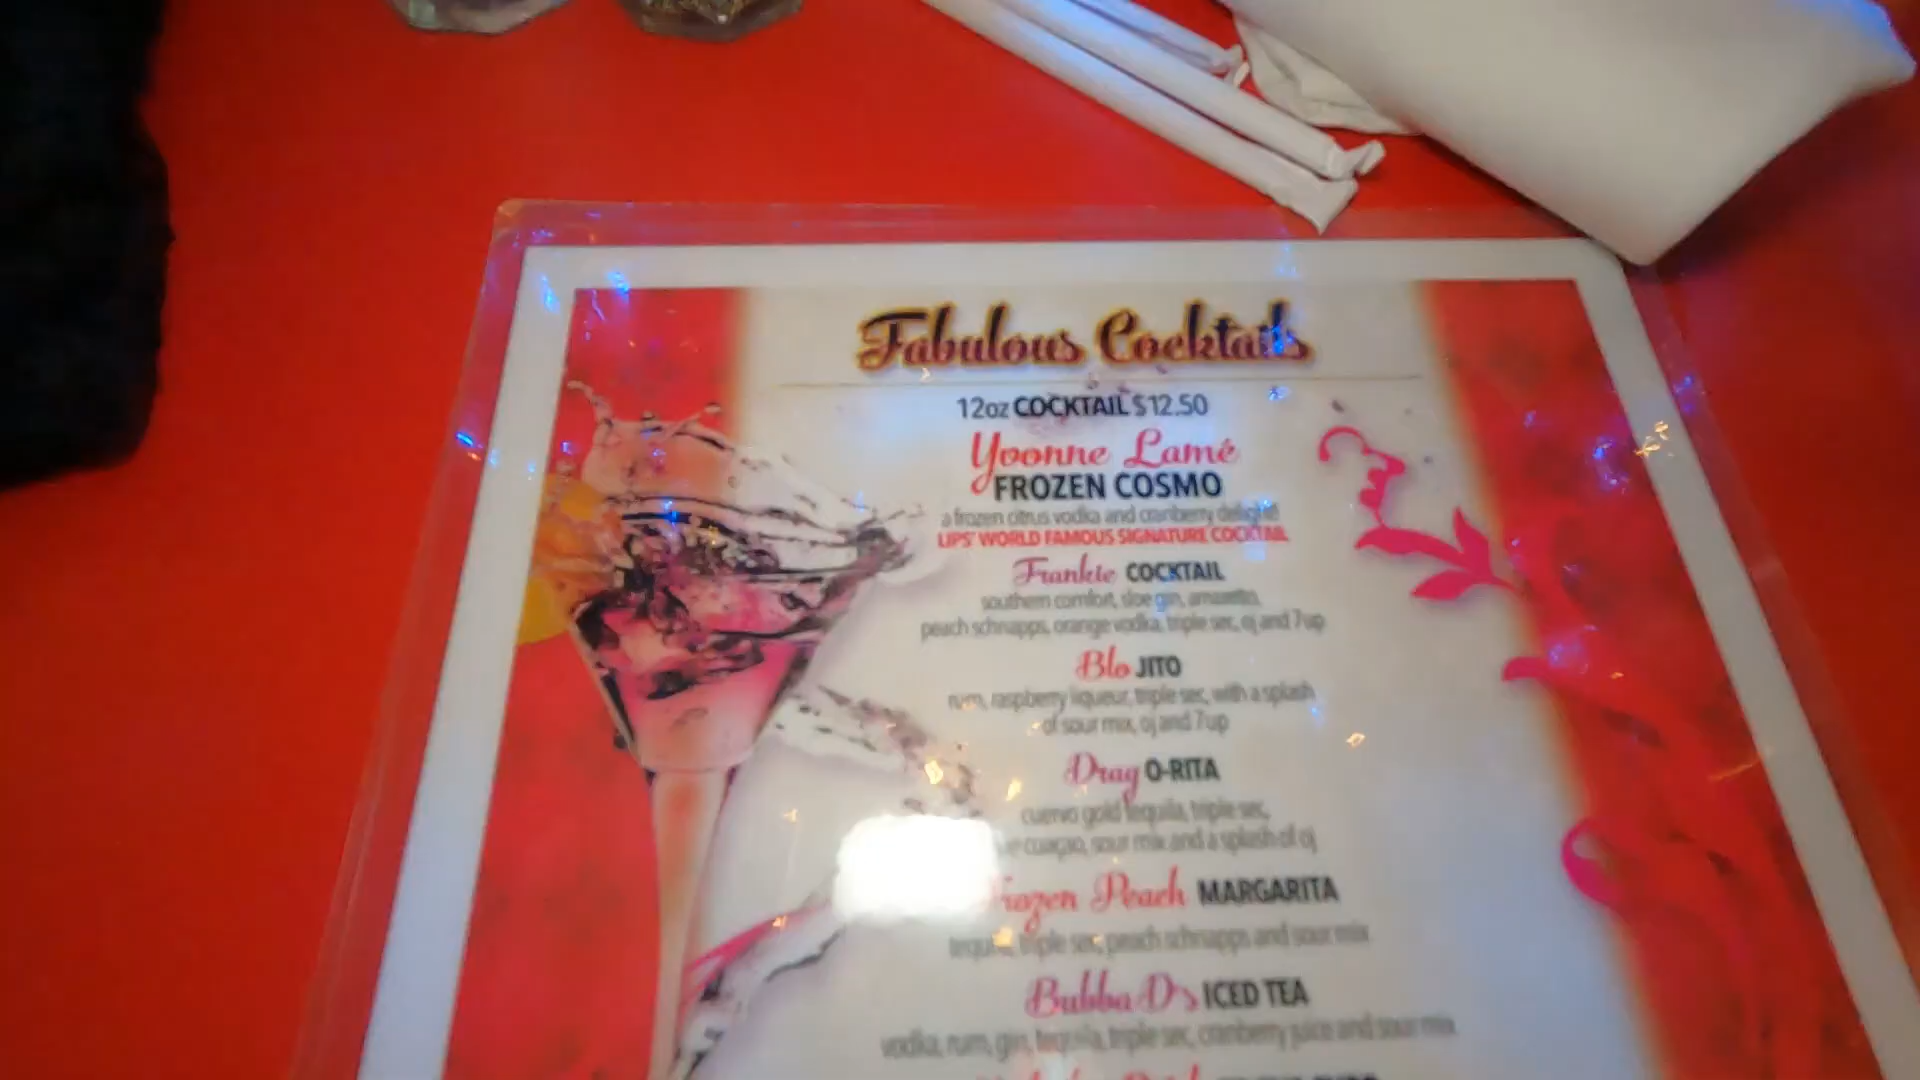 Fabulous Cocktails
12oz COCKTAIL $12.50
Yvonne Lamé
FROZEN COSMO
a frozen citrus vodka and cranberry delight!
LIPS' WORLD FAMOUS SIGNATURE COCKTAIL
Frankie COCKTAIL
southern comfort, sloe gin, amaretto,
peach schnapps, orange vodka, triple sec, oj and 7up
Blo JITO
rum, raspberry liqueur, triple sec, with a splash
of sour mix, oj and 7up
Drag O-RITA
cuervo gold tequila, triple sec,
sour mix and a splash of oj
Frozen Peach MARGARITA
tequila, triple sec, peach schnapps and sour mix
Bubba D's ICED TEA
vodka, rum, gin, tequila, triple sec, cranberry juice and sour mix